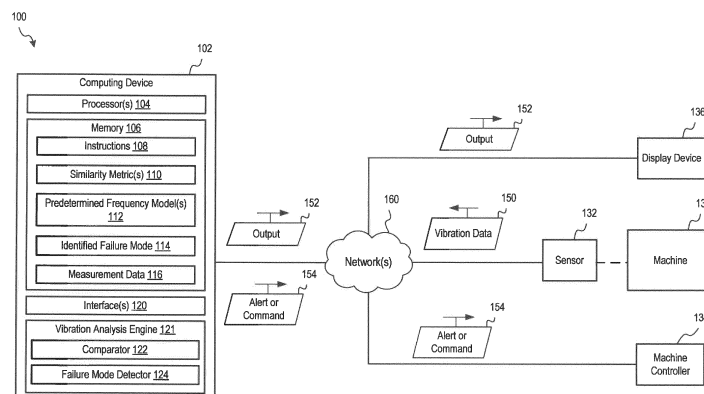 100
102
Computing Device
Processor(s) 104
Memory 106
Instructions 108
Similarity Metric(s) 110
Predetermined Frequency Model(s)
112
Identified Failure Mode 114
Measurement Data 116
Interface(s) 120
Vibration Analysis Engine 121
Comparator 122
Failure Mode Detector 124
152
Output
154
Alert or
Command
160
Network(s)
152
Output
136
Display Device
150
Vibration Data
132
Sensor
Machine
154
Alert or
Command
Machine
Controller